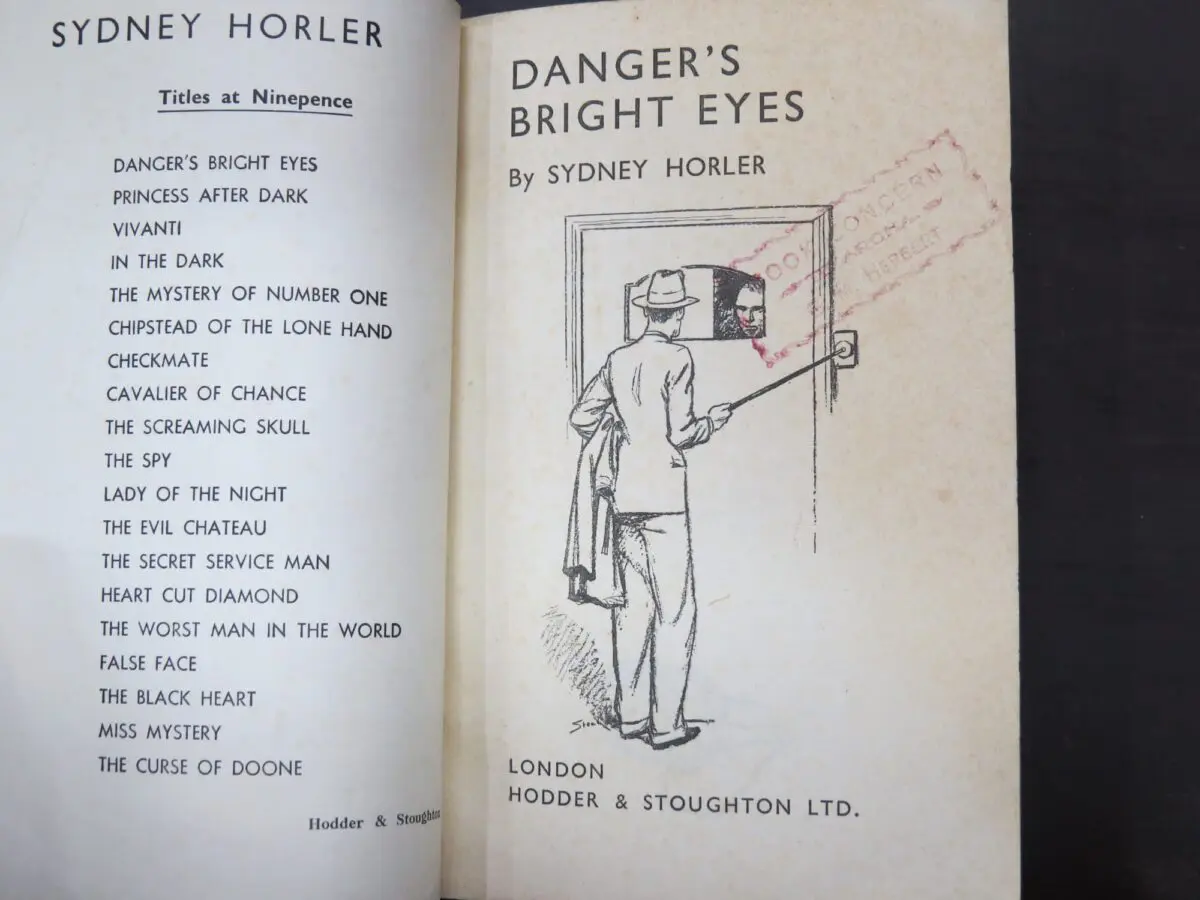 SYDNEY HORLER
Titles at Ninepence
DANGER'S BRIGHT EYES
PRINCESS AFTER DARK
VIVANTI
IN THE DARK
THE MYSTERY OF NUMBER ONE
CHIPSTEAD OF THE LONE HAND
CHECKMATE
CAVALIER OF CHANCE
THE SCREAMING SKULL
THE SPY
LADY OF THE NIGHT
THE EVIL CHATEAU
THE SECRET SERVICE MAN
HEART CUT DIAMOND
THE WORST MAN IN THE WORLD
FALSE FACE
THE BLACK HEART
MISS MYSTERY
THE CURSE OF DOONE
Hodder & Stoughton
DANGER'S
BRIGHT EYES
By SYDNEY HORLER
BOOK CONCERN
HERBERT
LONDON
HODDER & STOUGHTON LTD.